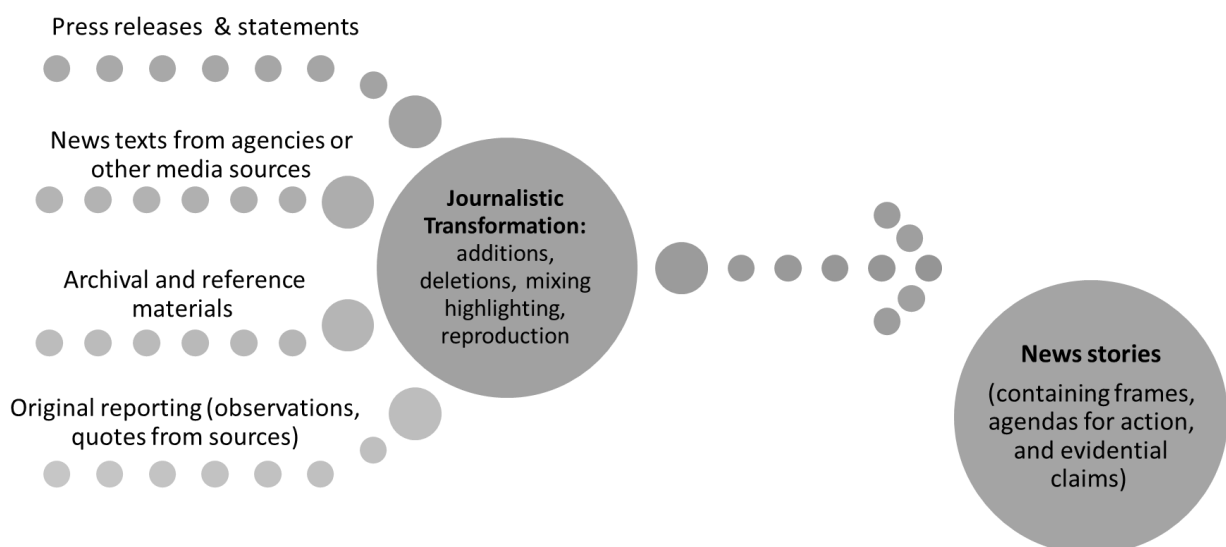 Press releases & statements
News texts from agencies or
other media sources
Archival and reference
materials
Original reporting (observations,
quotes from sources)
Journalistic
Transformation:
additions,
deletions, mixing
highlighting,
reproduction
News stories
(containing frames,
agendas for action,
and evidential
claims)